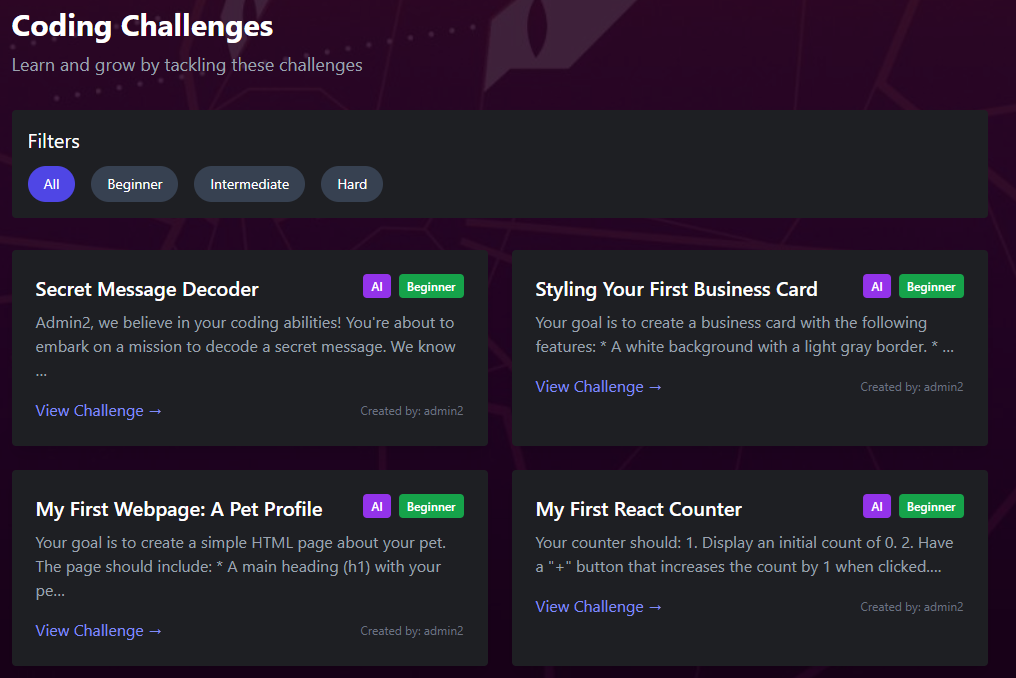 Coding Challenges
Learn and grow by tackling these challenges
Filters
All
Beginner
Intermediate
Hard
Secret Message Decoder
AI
Beginner
Admin2, we believe in your coding abilities! You're about to
embark on a mission to decode a secret message. We know
...
View Challenge →
Created by: admin2
Styling Your First Business Card
AI
Beginner
Your goal is to create a business card with the following
features: * A white background with a light gray border. * ...
View Challenge →
Created by: admin2
My First Webpage: A Pet Profile
AI
Beginner
Your goal is to create a simple HTML page about your pet.
The page should include: * A main heading (h1) with your
pe...
View Challenge →
Created by: admin2
My First React Counter
AI
Beginner
Your counter should: 1. Display an initial count of 0. 2. Have
a "+" button that increases the count by 1 when clicked....
View Challenge →
Created by: admin2